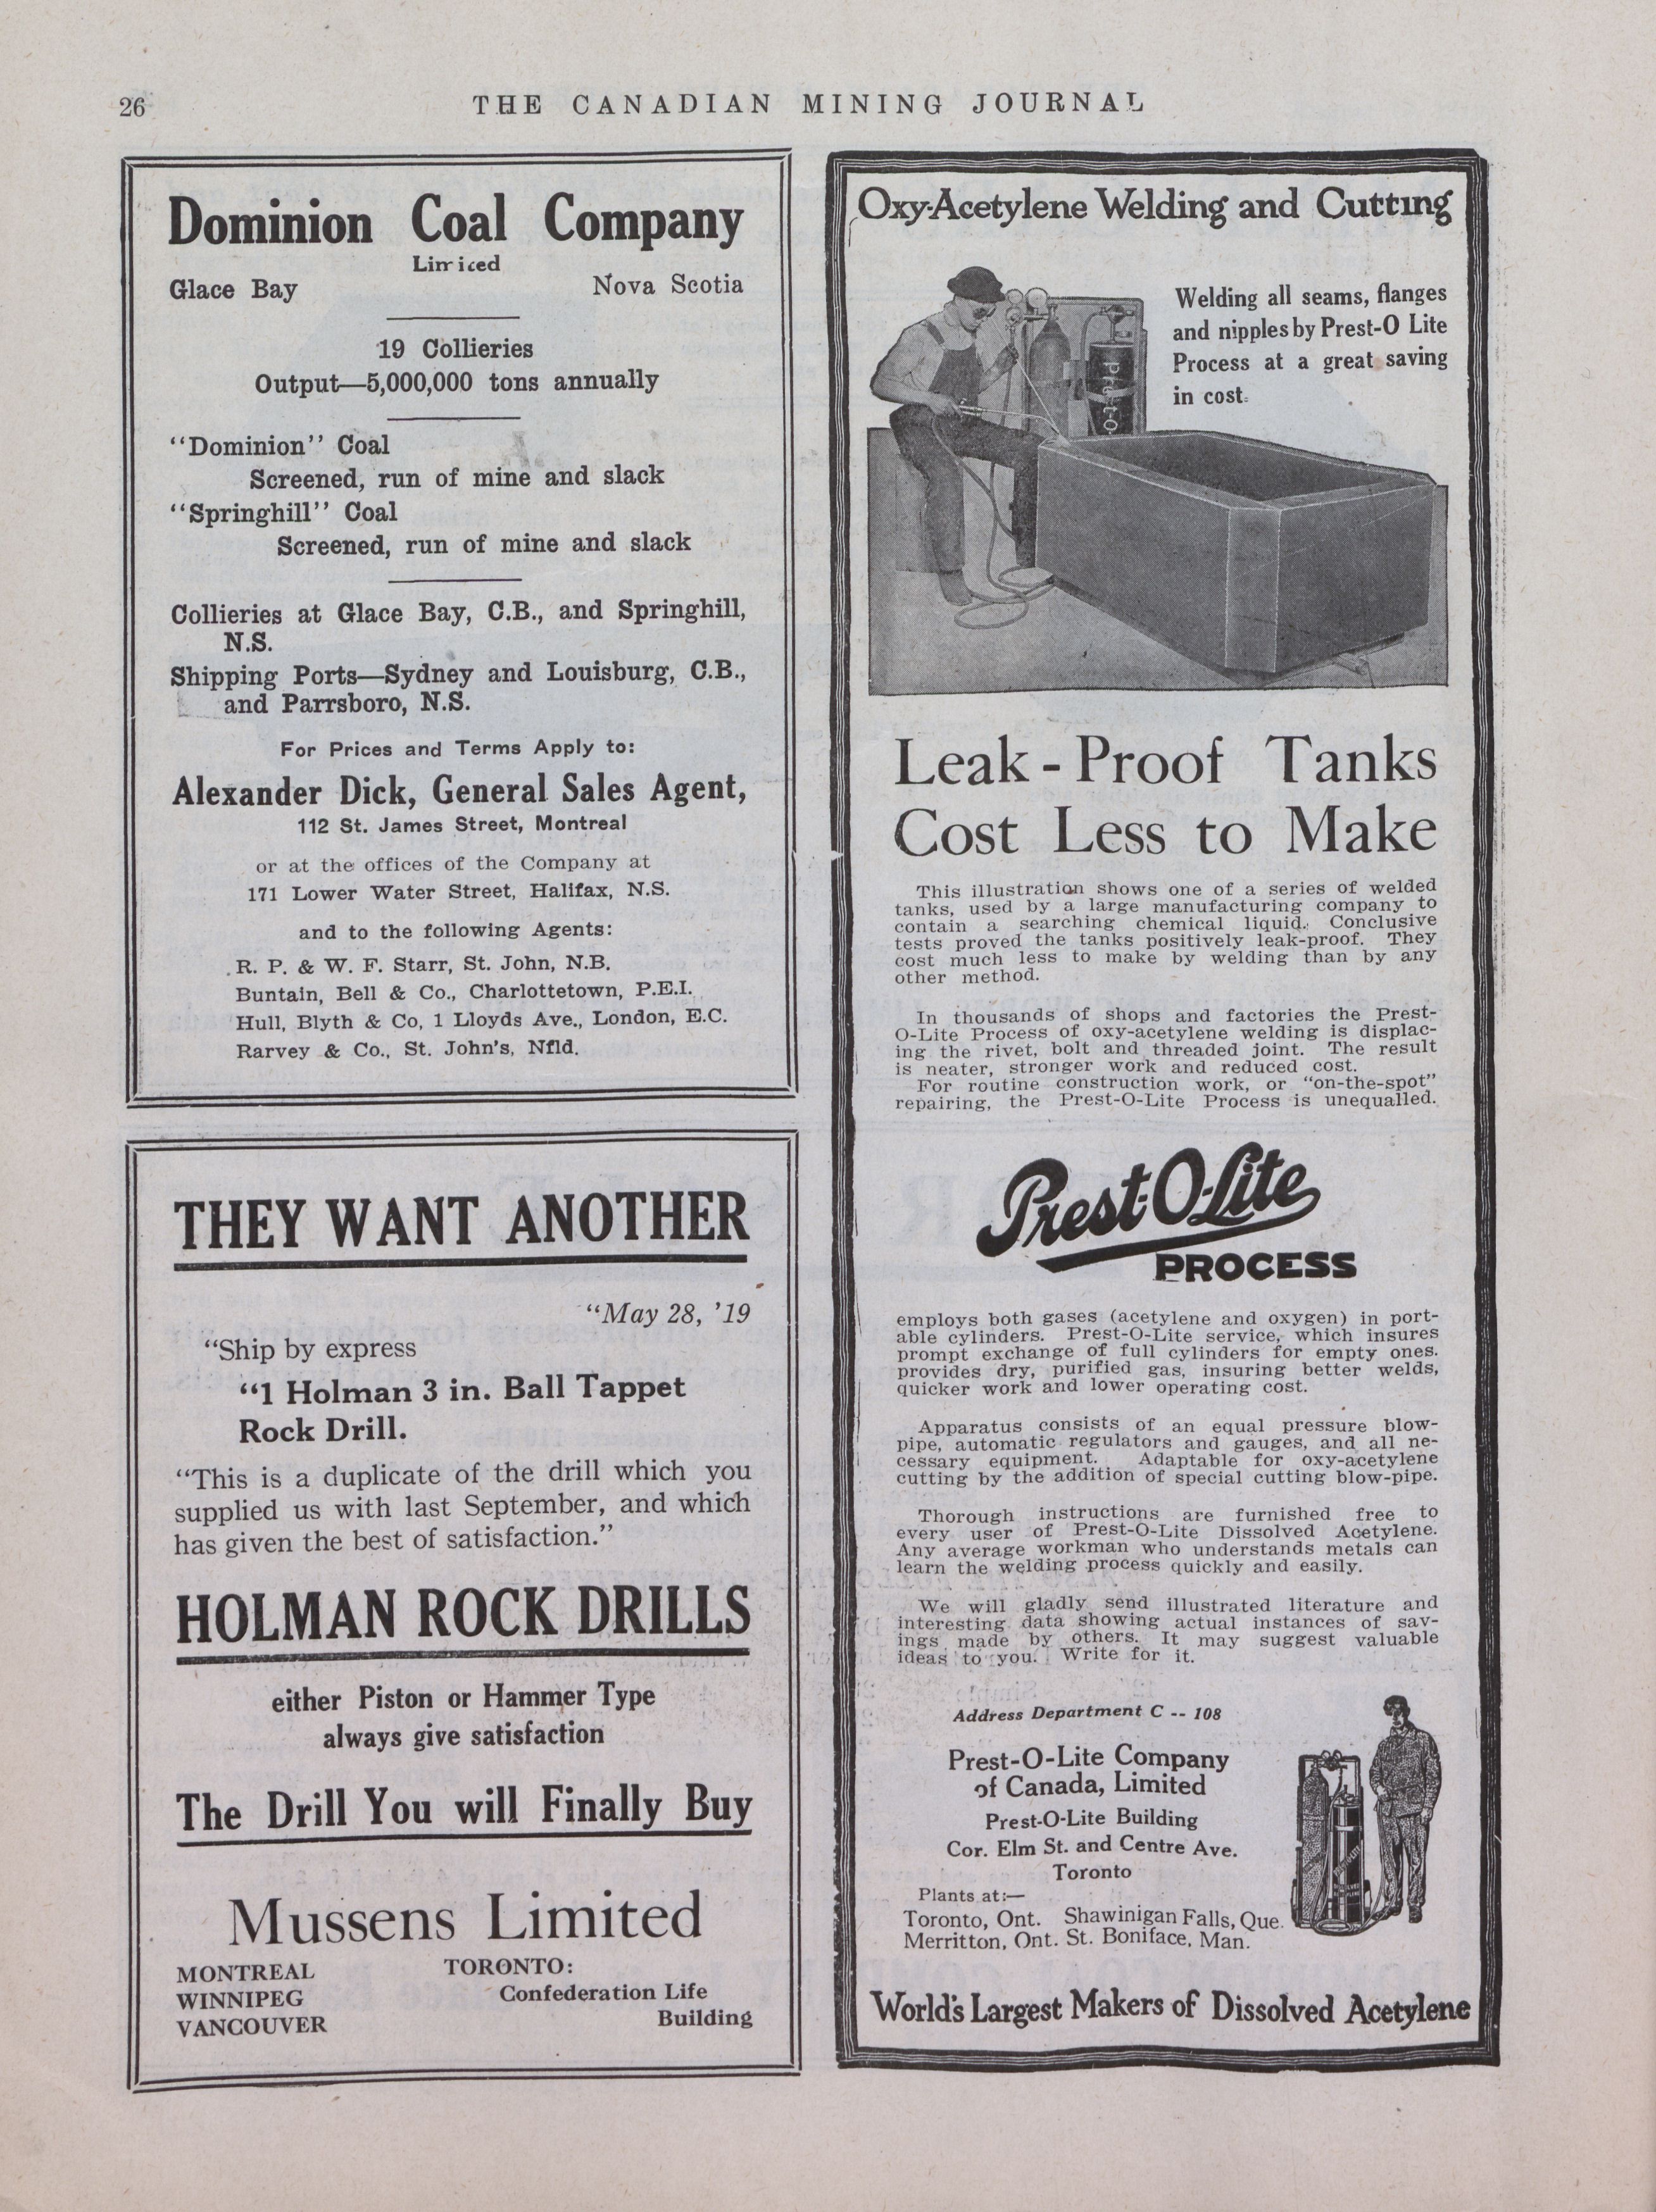 26
THE CANADIAN MINING JOURNAL
Dominion Coal Company
Limited
Glace Bay Nova Scotia
19 Collieries
Output—5,000,000 tons annually
"Dominion" Coal
Screened, run of mine and slack
"Springhill" Coal
Screened, run of mine and slack
Collieries at Glace Bay, C.B., and Springhill,
N.S.
Shipping Ports—Sydney and Louisburg, C.B.,
and Parrsboro, N.S.
For Prices and Terms Apply to:
Alexander Dick, General Sales Agent,
112 St. James Street, Montreal
or at the offices of the Company at
171 Lower Water Street, Halifax, N.S.
and to the following Agents:
R. P. & W. F. Starr, St. John, N.B.
Buntain, Bell & Co., Charlottetown, P.E.I.
Hull, Blyth & Co, 1 Lloyds Ave., London, E.C.
Rarvey & Co., St. John's, Nfld.
THEY WANT ANOTHER
"May 28, '19
"Ship by express
"1 Holman 3 in. Ball Tappet
Rock Drill.
"This is a duplicate of the drill which you
supplied us with last September, and which
has given the best of satisfaction."
HOLMAN ROCK DRILLS
either Piston or Hammer Type
always give satisfaction
The Drill You will Finally Buy
Mussens Limited
MONTREAL TORONTO:
WINNIPEG Confederation Life
VANCOUVER Building
Oxy-Acetylene Welding and Cutting
Welding all seams, flanges
and nipples by Prest-O Lite
Process at a great saving
in cost.
Leak-Proof Tanks
Cost Less to Make
This illustration shows one of a series of welded
tanks, used by a large manufacturing company to
contain a searching chemical liquid. Conclusive
tests proved the tanks positively leak-proof. They
cost much less to make by welding than by any
other method.
In thousands of shops and factories the Prest-
O-Lite Process of oxy-acetylene welding is displac-
ing the rivet, bolt and threaded joint. The result
is neater, stronger work and reduced cost.
For routine construction work, or "on-the-spot"
repairing, the Prest-O-Lite Process is unequalled.
Prest-O-Lite
PROCESS
employs both gases (acetylene and oxygen) in port-
able cylinders. Prest-O-Lite service, which insures
prompt exchange of full cylinders for empty ones.
provides dry, purified gas, insuring better welds,
quicker work and lower operating cost.
Apparatus consists of an equal pressure blow-
pipe, automatic regulators and gauges, and all ne-
cessary equipment. Adaptable for oxy-acetylene
cutting by the addition of special cutting blow-pipe.
Thorough instructions are furnished free to
every user of Prest-O-Lite Dissolved Acetylene.
Any average workman who understands metals can
learn the welding process quickly and easily.
We will gladly send illustrated literature and
interesting data showing actual instances of sav-
ings made by others. It may suggest valuable
ideas to you. Write for it.
Address Department C -- 108
Prest-O-Lite Company
of Canada, Limited
Prest-O-Lite Building
Cor. Elm St. and Centre Ave.
Toronto
Plants at:—
Toronto, Ont. Shawinigan Falls, Que.
Merritton, Ont. St. Boniface, Man.
World's Largest Makers of Dissolved Acetylene